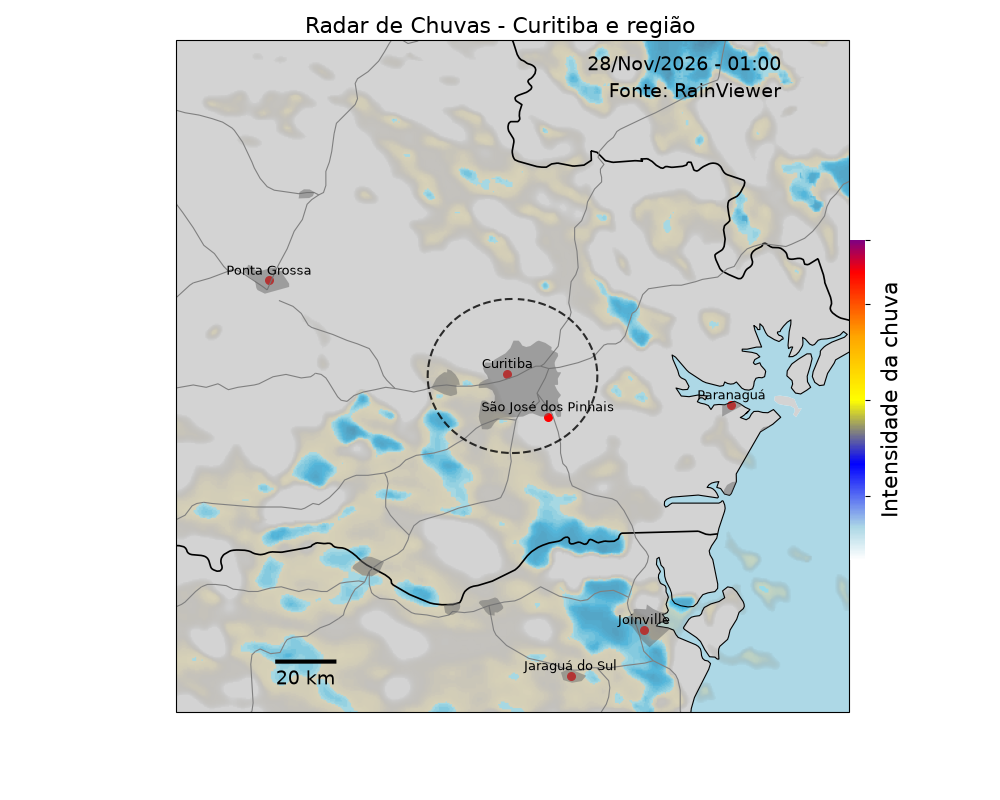 Radar de Chuvas - Curitiba e região
28/Nov/2026 - 01:00
Fonte: RainViewer
Ponta Grossa
Curitiba
Paranaguá
São José dos Pinhais
Intensidade da chuva
Joinville
Jaraguá do Sul
20 km